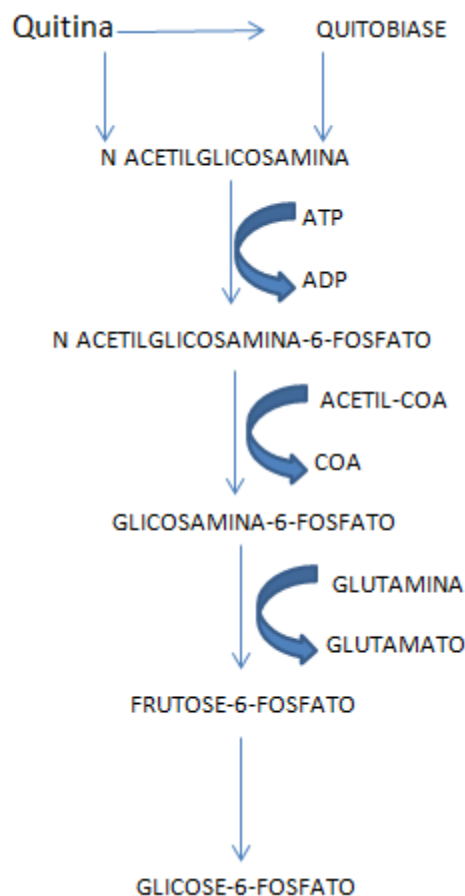 Quitina
QUITOBIASE
N ACETILGLICOSAMINA
ATP
ADP
N ACETILGLICOSAMINA-6-FOSFATO
ACETIL-COA
COA
GLICOSAMINA-6-FOSFATO
GLUTAMINA
GLUTAMATO
FRUTOSE-6-FOSFATO
GLICOSE-6-FOSFATO